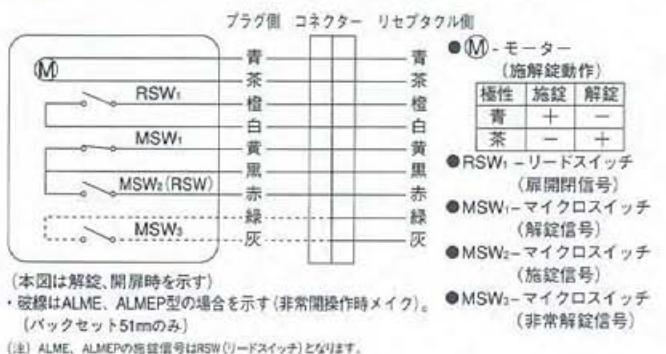 プラグ側 コネクター リセプタクル側
M
RSW₁
MSW₁
MSW₂(RSW)
MSW₃
青 青
茶 茶
橙 橙
白 白
黄 黄
黒 黒
赤 赤
緑 緑
灰 灰
●M-モーター
(施解錠動作)
極性 施錠 解錠
青 + −
茶 − +
●RSW₁-リードスイッチ
(扉開閉信号)
●MSW₁-マイクロスイッチ
(解錠信号)
●MSW₂-マイクロスイッチ
(施錠信号)
●MSW₃-マイクロスイッチ
(非常解錠信号)
(本図は解錠、開扉時を示す)
・破線はALME、ALMEP型の場合を示す(非常開操作時メイク)。
(バックセット51mmのみ)
(注) ALME、ALMEPの施錠信号はRSW(リードスイッチ)となります。